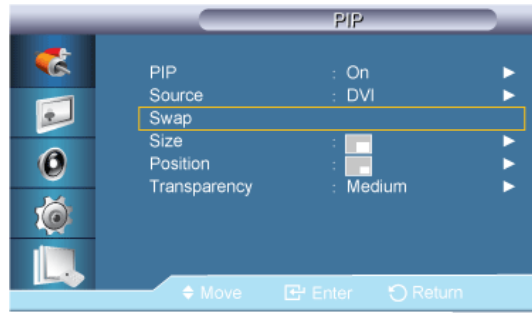 PIP
PIP : On
Source : DVI
Swap
Size :
Position :
Transparency : Medium
Move Enter Return